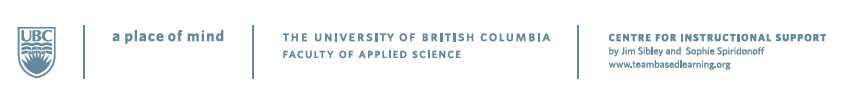 UBC
a place of mind
THE UNIVERSITY OF BRITISH COLUMBIA
FACULTY OF APPLIED SCIENCE
CENTRE FOR INSTRUCTIONAL SUPPORT
by Jim Sibley and Sophie Spiridonoff
www.teambasedlearning.org